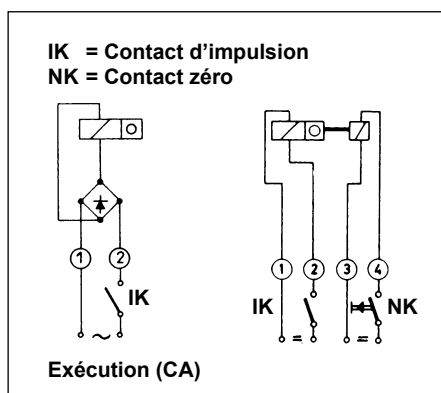 IK = Contact d'impulsion
NK = Contact zéro
1 2 1 2 3 4
IK IK NK
~ = =
Exécution (CA)